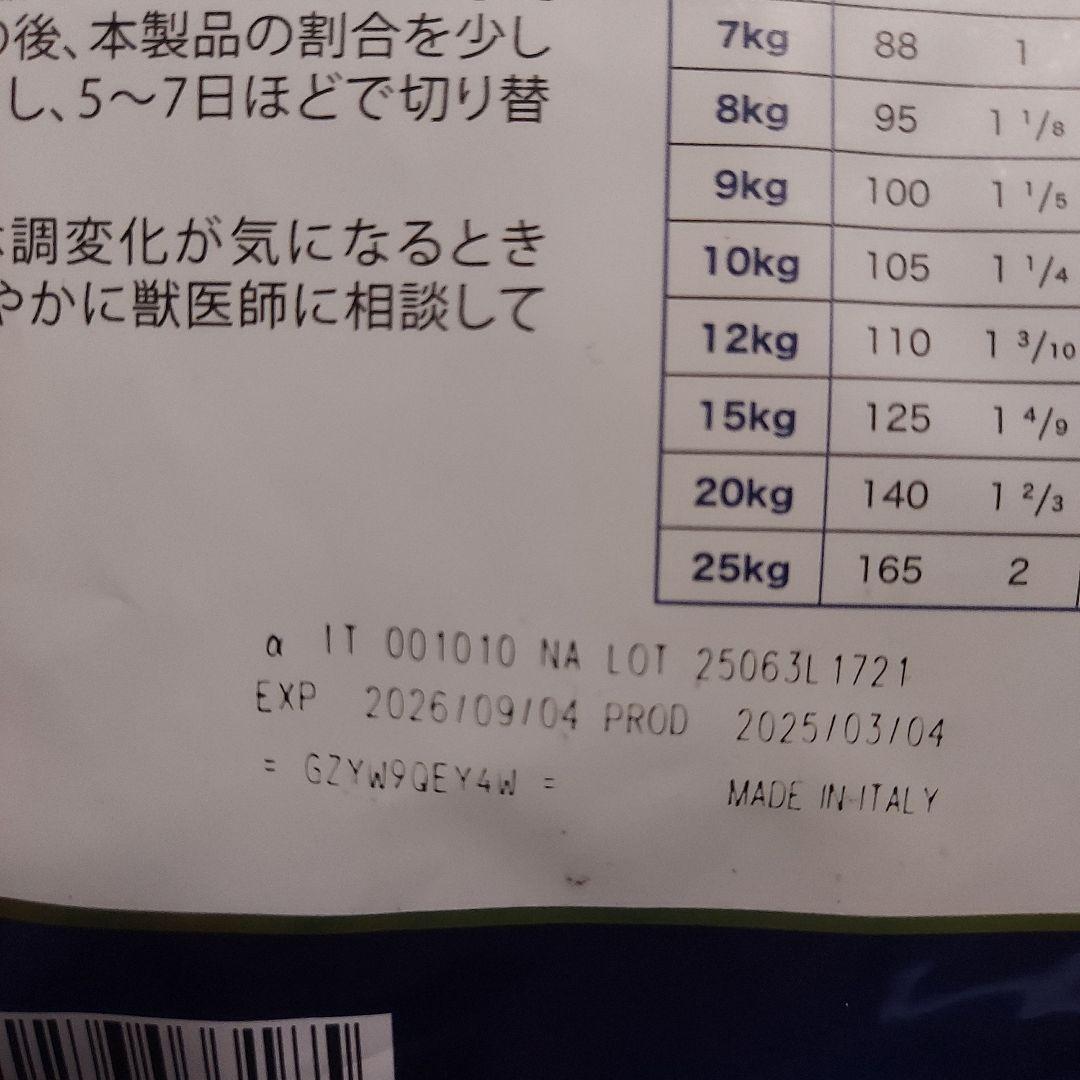 の後、本製品の割合を少し
し、5〜7日ほどで切り替
調変化が気になるとき
やかに獣医師に相談して
7kg 88 1
8kg 95 1 1/8
9kg 100 1 1/5
10kg 105 1 1/4
12kg 110 1 3/10
15kg 125 1 4/9
20kg 140 1 2/3
25kg 165 2
α IT 001010 NA LOT 25063L1721
EXP 2026/09/04 PROD 2025/03/04
= GZYW9QEY4W = MADE IN ITALY